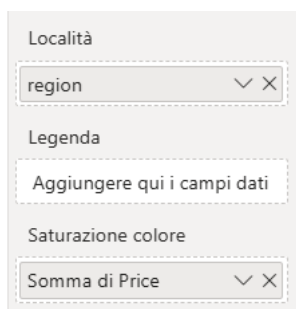 Località
region
Legenda
Aggiungere qui i campi dati
Saturazione colore
Somma di Price